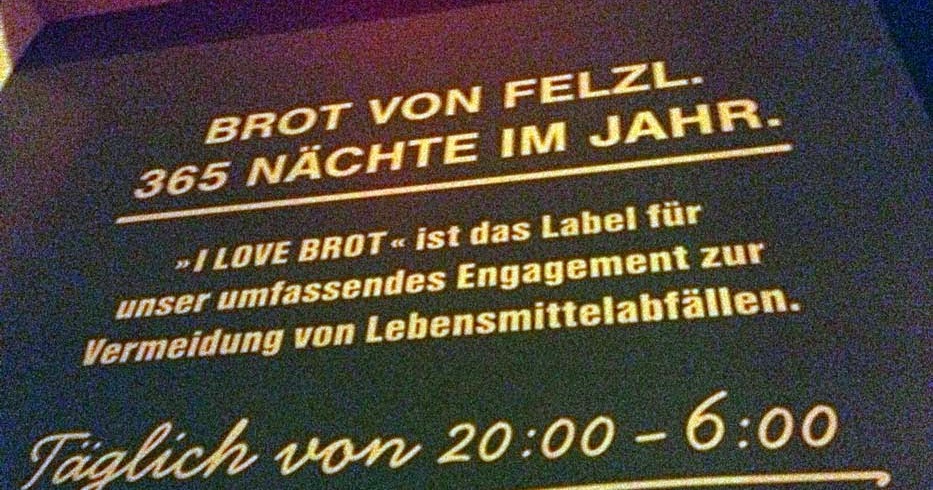 BROT VON FELZL.
365 NÄCHTE IM JAHR.
»I LOVE BROT« ist das Label für
unser umfassendes Engagement zur
Vermeidung von Lebensmittelabfällen.
Täglich von 20:00 – 6:00